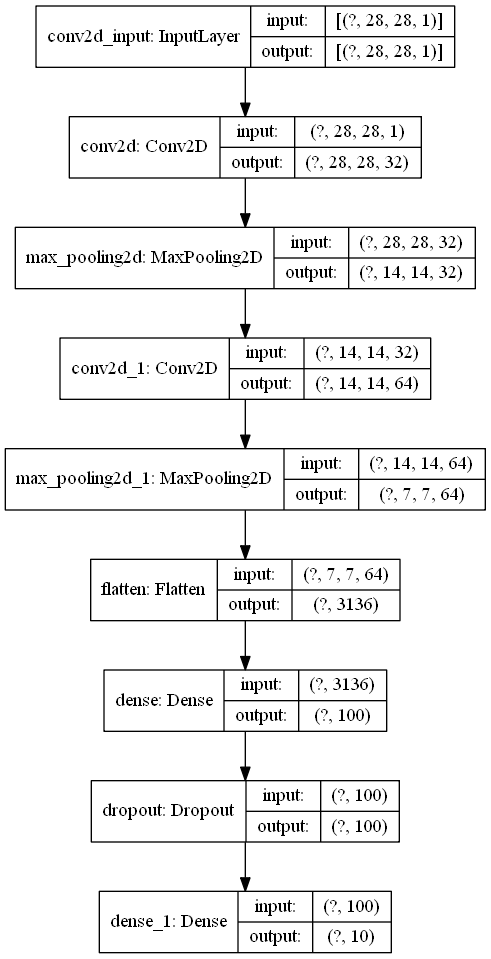 conv2d_input: InputLayer
input: [(?, 28, 28, 1)]
output: [(?, 28, 28, 1)]
conv2d: Conv2D
input: (?, 28, 28, 1)
output: (?, 28, 28, 32)
max_pooling2d: MaxPooling2D
input: (?, 28, 28, 32)
output: (?, 14, 14, 32)
conv2d_1: Conv2D
input: (?, 14, 14, 32)
output: (?, 14, 14, 64)
max_pooling2d_1: MaxPooling2D
input: (?, 14, 14, 64)
output: (?, 7, 7, 64)
flatten: Flatten
input: (?, 7, 7, 64)
output: (?, 3136)
dense: Dense
input: (?, 3136)
output: (?, 100)
dropout: Dropout
input: (?, 100)
output: (?, 100)
dense_1: Dense
input: (?, 100)
output: (?, 10)